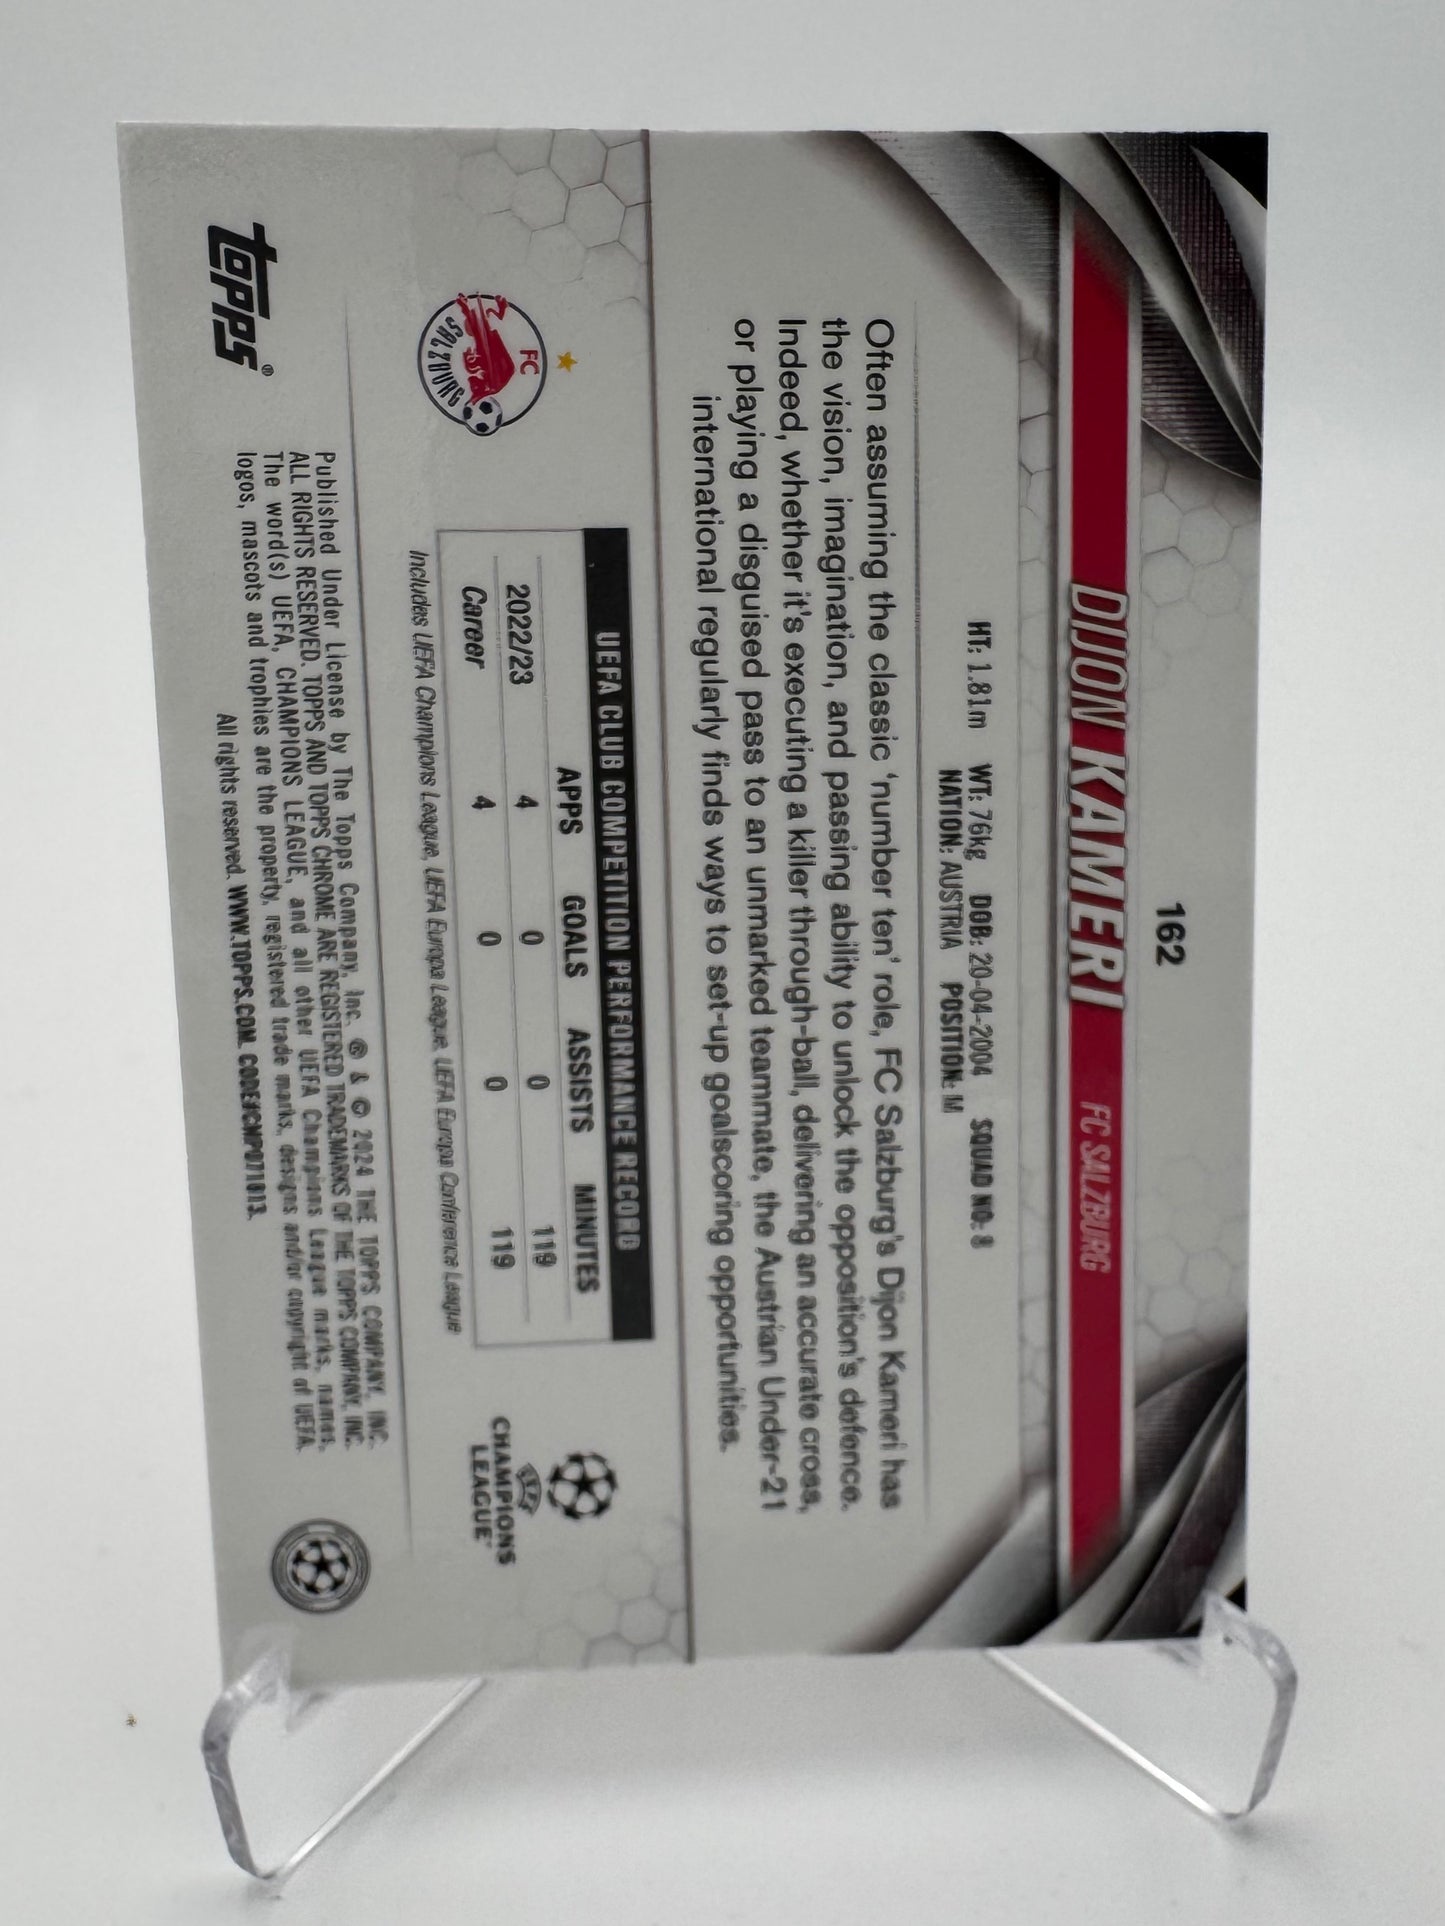 162
DIJON KAMERI FC SALZBURG
HT: 1.81m WT: 76kg DOB: 20-04-2004 SQUAD NO: 8
NATION: AUSTRIA POSITION: M
Often assuming the classic 'number ten' role, FC Salzburg's Dijon Kameri has
the vision, imagination, and passing ability to unlock the opposition's defence.
Indeed, whether it's executing a killer through-ball, delivering an accurate cross,
or playing a disguised pass to an unmarked teammate, the Austrian Under-21
international regularly finds ways to set-up goalscoring opportunities.
FC
SALZBURG
UEFA CLUB COMPETITION PERFORMANCE RECORD
APPS GOALS ASSISTS MINUTES
2022/23 4 0 0 119
Career 4 0 0 119
Includes UEFA Champions League, UEFA Europa League, UEFA Europa Conference League
UEFA
CHAMPIONS
LEAGUE
topps®
Published Under License by The Topps Company, Inc. ® & © 2024 THE TOPPS COMPANY, INC.
ALL RIGHTS RESERVED. TOPPS AND TOPPS CHROME ARE REGISTERED TRADEMARKS OF THE TOPPS COMPANY, INC.
The word(s) UEFA, CHAMPIONS LEAGUE, and all other UEFA Champions League marks, names,
logos, mascots and trophies are the property, registered trade marks, designs and/or copyright of UEFA.
All rights reserved. WWW.TOPPS.COM. CODE#CMP071013.